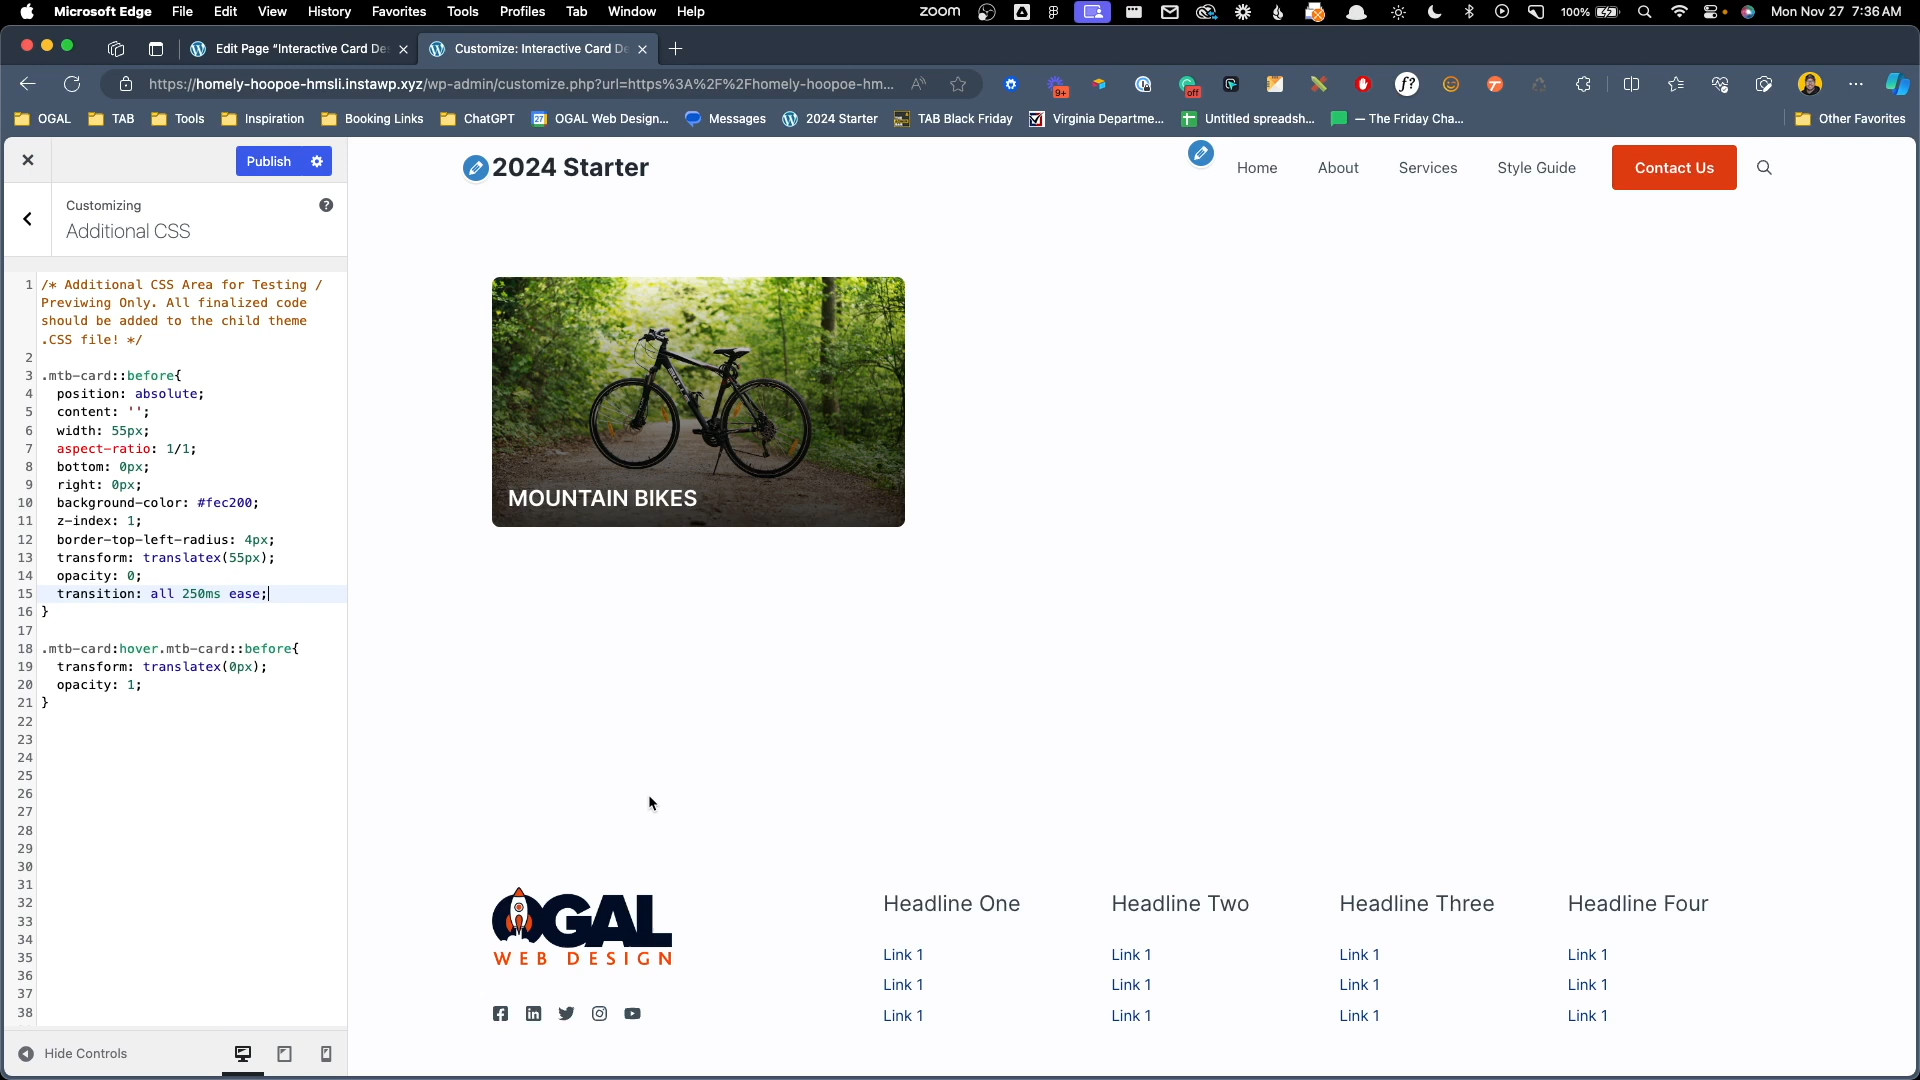 Microsoft Edge File Edit View History Favorites Tools Profiles Tab Window Help zoom 100% Mon Nov 27 7:36 AM
Edit Page "Interactive Card De
Customize: Interactive Card De
https://homely-hoopoe-hmsli.instawp.xyz/wp-admin/customize.php?url=https%3A%2F%2Fhomely-hoopoe-hm...
9+
off
f?
OGAL TAB Tools Inspiration Booking Links ChatGPT OGAL Web Design... Messages 2024 Starter TAB Black Friday Virginia Departme... Untitled spreadsh... — The Friday Cha... Other Favorites
Publish
Customizing
Additional CSS
1 /* Additional CSS Area for Testing /
Previwing Only. All finalized code
should be added to the child theme
.CSS file! */
2
3 .mtb-card::before{
4 position: absolute;
5 content: '';
6 width: 55px;
7 aspect-ratio: 1/1;
8 bottom: 0px;
9 right: 0px;
10 background-color: #fec200;
11 z-index: 1;
12 border-top-left-radius: 4px;
13 transform: translatex(55px);
14 opacity: 0;
15 transition: all 250ms ease;
16 }
17
18 .mtb-card:hover.mtb-card::before{
19 transform: translatex(0px);
20 opacity: 1;
21 }
22
23
24
25
26
27
28
29
30
31
32
33
34
35
36
37
38
Hide Controls
2024 Starter
Home About Services Style Guide Contact Us
MOUNTAIN BIKES
OGAL
WEB DESIGN
Headline One
Link 1
Link 1
Link 1
Headline Two
Link 1
Link 1
Link 1
Headline Three
Link 1
Link 1
Link 1
Headline Four
Link 1
Link 1
Link 1